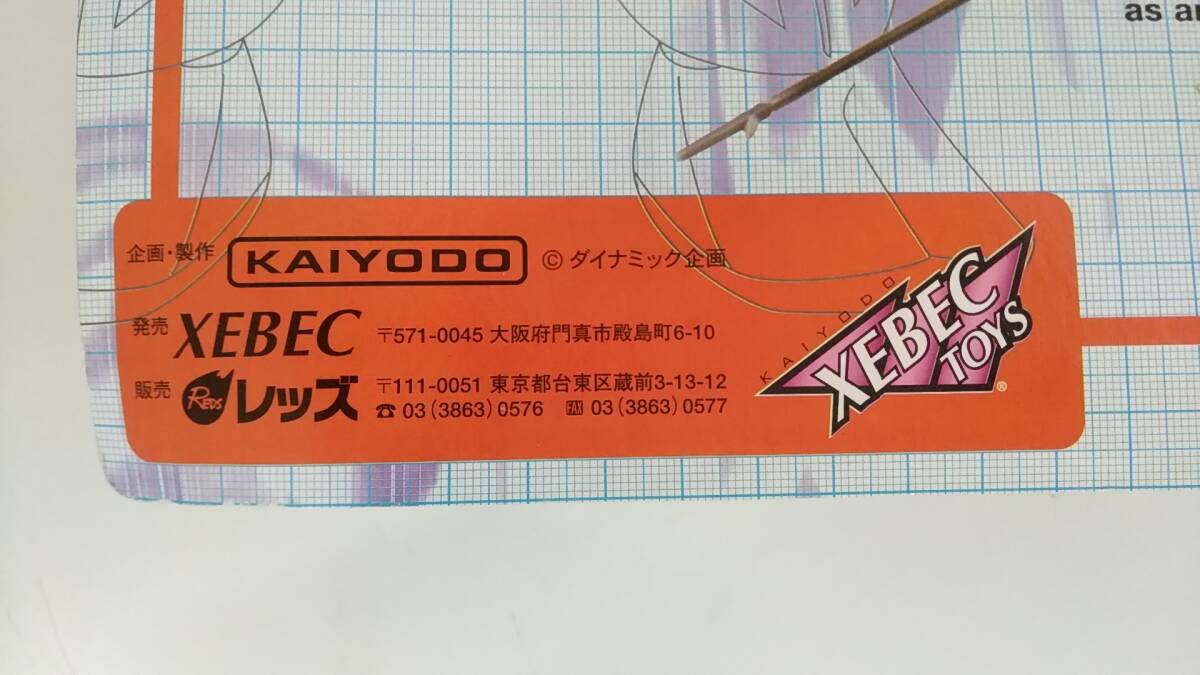 as a
企画・製作 KAIYODO © ダイナミック企画
発売 XEBEC 〒571-0045 大阪府門真市殿島町6-10
販売 REDS レッズ 〒111-0051 東京都台東区蔵前3-13-12
☎ 03(3863)0576 FAX 03(3863)0577
KAIYODO
XEBEC
TOYS®